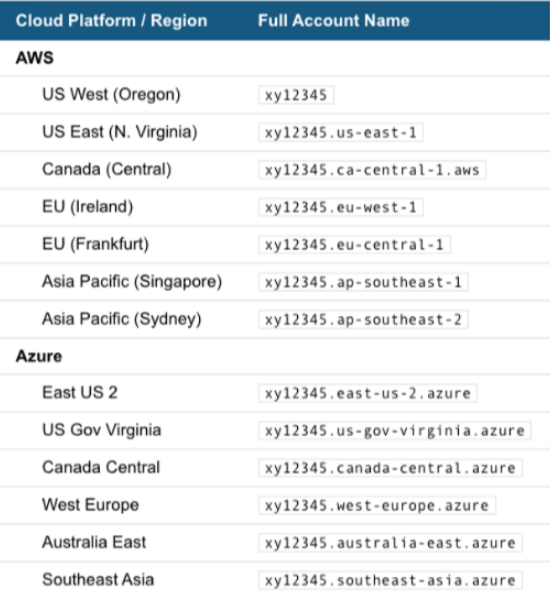 Cloud Platform / Region Full Account Name
AWS
US West (Oregon) xy12345
US East (N. Virginia) xy12345.us-east-1
Canada (Central) xy12345.ca-central-1.aws
EU (Ireland) xy12345.eu-west-1
EU (Frankfurt) xy12345.eu-central-1
Asia Pacific (Singapore) xy12345.ap-southeast-1
Asia Pacific (Sydney) xy12345.ap-southeast-2
Azure
East US 2 xy12345.east-us-2.azure
US Gov Virginia xy12345.us-gov-virginia.azure
Canada Central xy12345.canada-central.azure
West Europe xy12345.west-europe.azure
Australia East xy12345.australia-east.azure
Southeast Asia xy12345.southeast-asia.azure